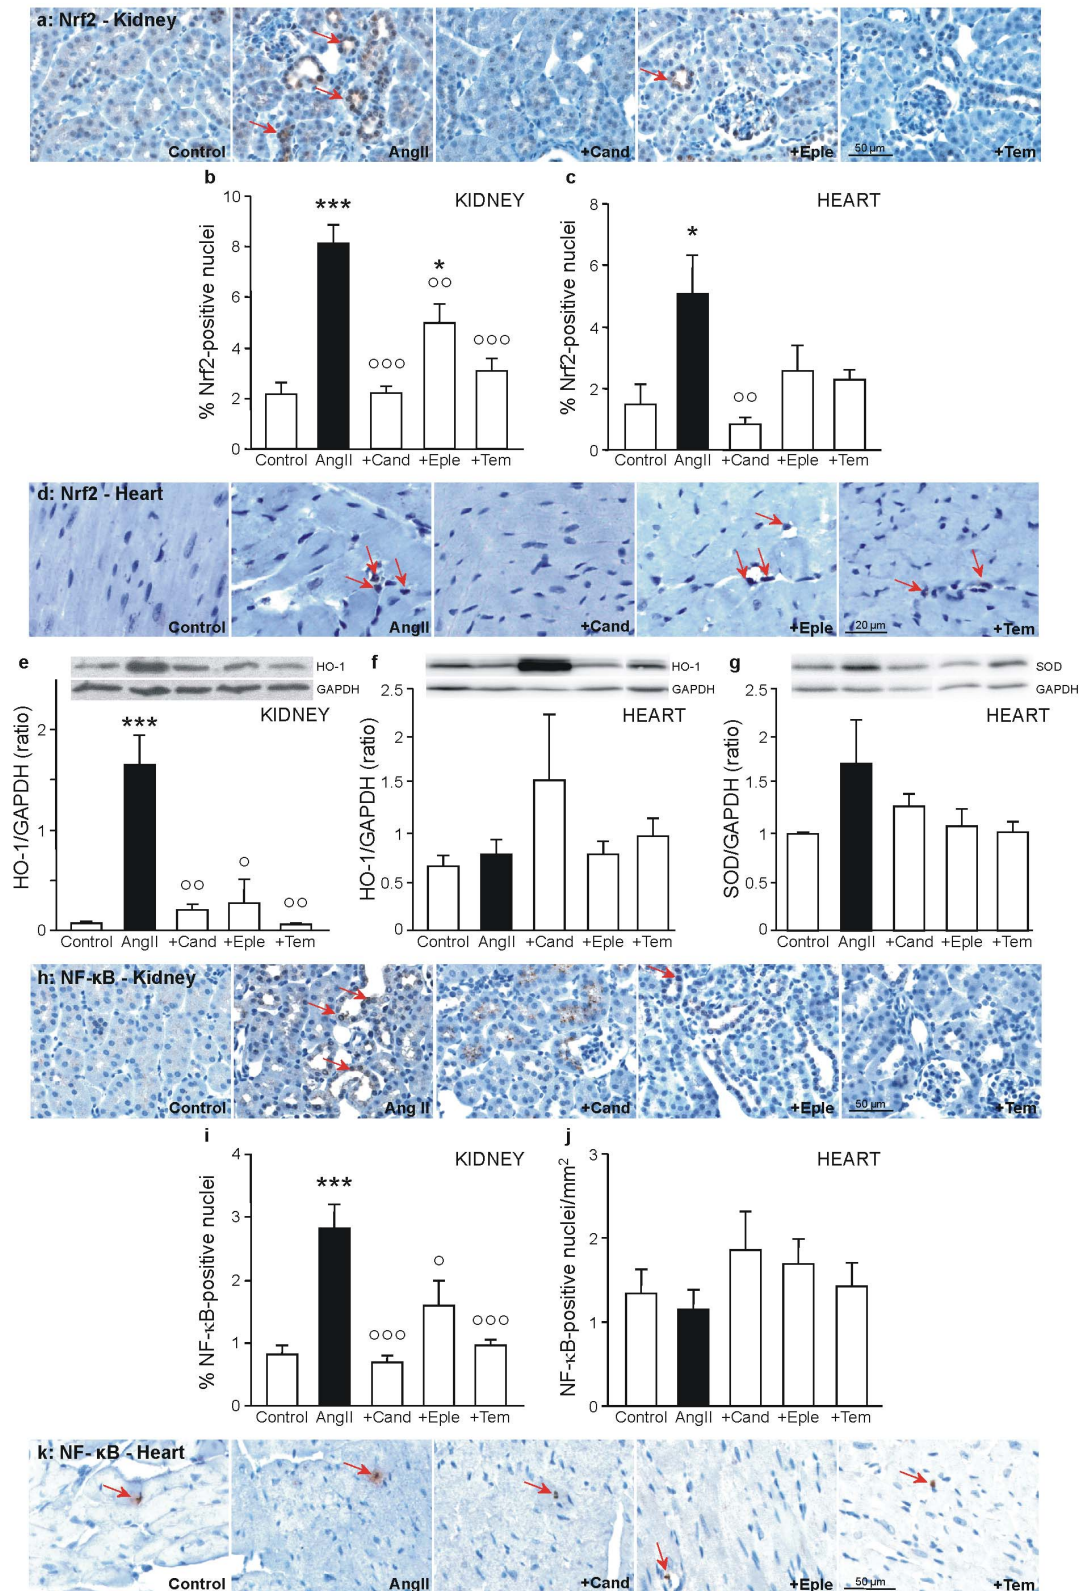 a: Nrf2 - Kidney
Control
AngII
+Cand
+Eple
50 µm
+Tem
b
KIDNEY
% Nrf2-positive nuclei
10
8
6
4
2
0
***
○○○
*
○○
○○○
Control AngII +Cand +Eple +Tem
c
HEART
% Nrf2-positive nuclei
8
6
4
2
0
*
○○
Control AngII +Cand +Eple +Tem
d: Nrf2 - Heart
Control
AngII
+Cand
+Eple
20 µm
+Tem
e
HO-1
GAPDH
KIDNEY
HO-1/GAPDH (ratio)
2
1
0
***
○○
○
○○
Control AngII +Cand +Eple +Tem
f
HO-1
GAPDH
HEART
HO-1/GAPDH (ratio)
2.5
2
1.5
1
0.5
0
Control AngII +Cand +Eple +Tem
g
SOD
GAPDH
HEART
SOD/GAPDH (ratio)
2.5
2
1.5
1
0.5
0
Control AngII +Cand +Eple +Tem
h: NF-κB - Kidney
Control
Ang II
+Cand
+Eple
50 µm
+Tem
i
KIDNEY
% NF-κB-positive nuclei
4
3
2
1
0
***
○○○
○
○○○
Control AngII +Cand +Eple +Tem
j
HEART
NF-κB-positive nuclei/mm²
3
2
1
0
Control AngII +Cand +Eple +Tem
k: NF-κB - Heart
Control
AngII
+Cand
+Eple
50 µm
+Tem